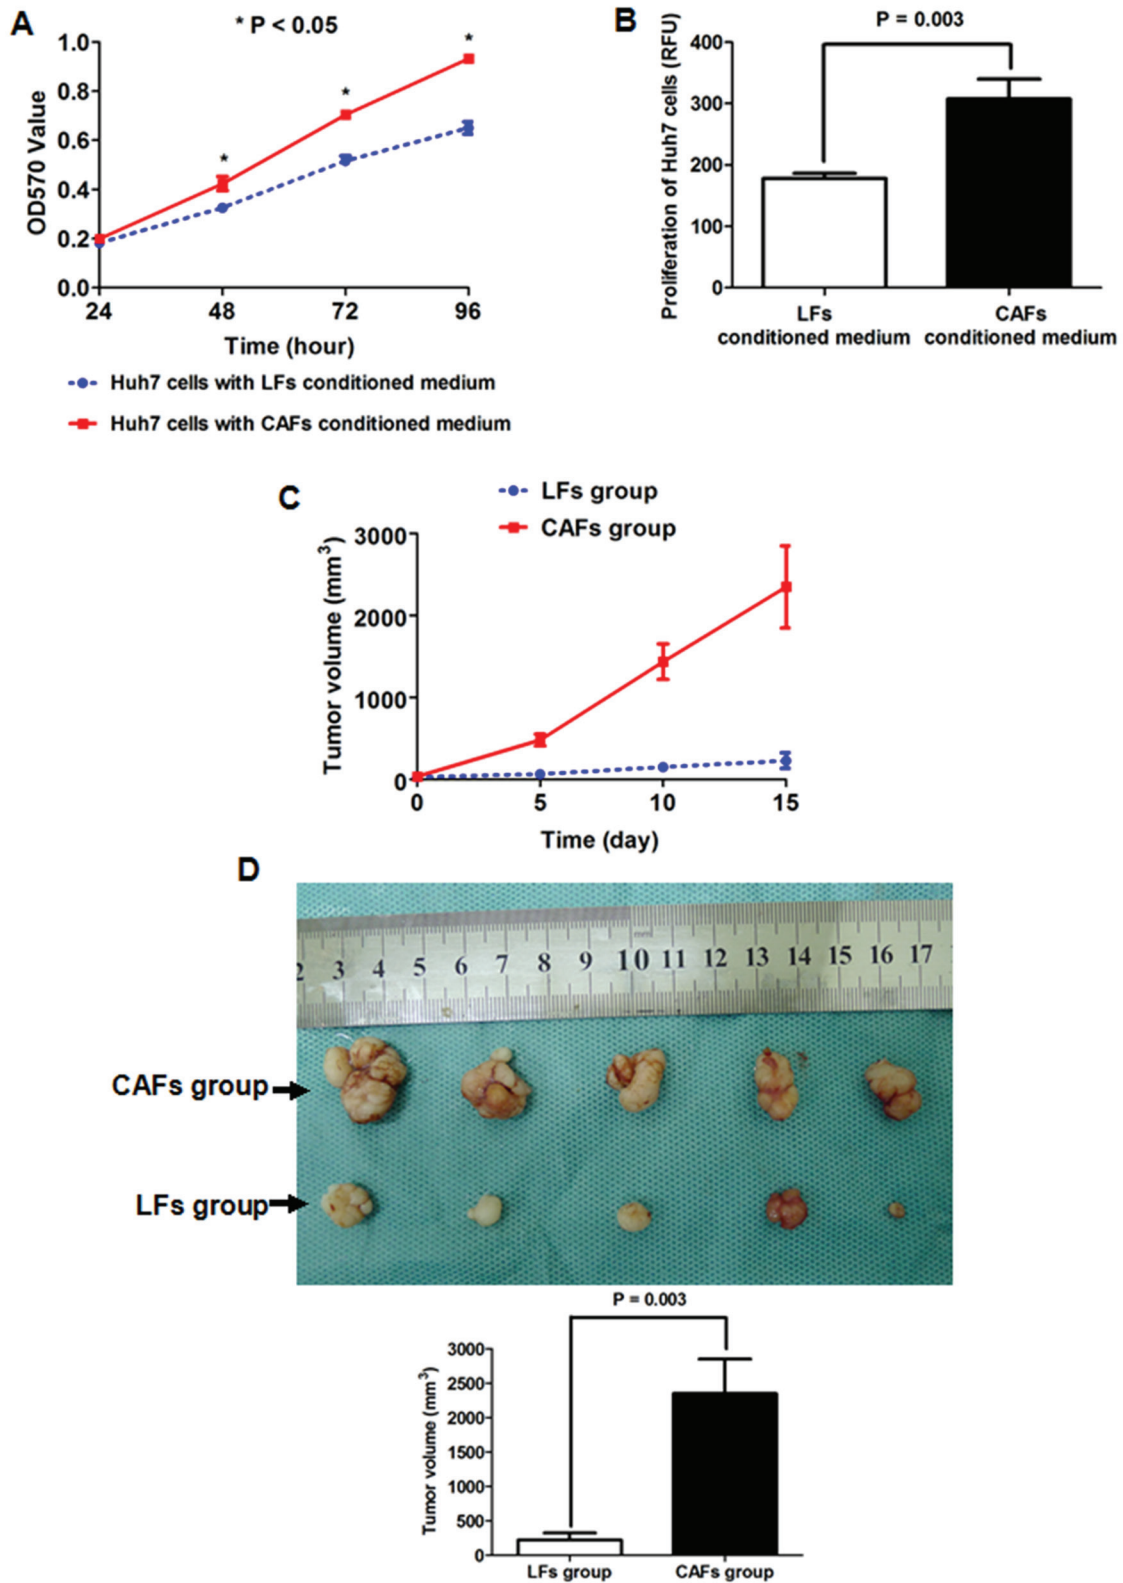 A
* P < 0.05
OD570 Value
1.0
0.8
0.6
0.4
0.2
0.0
*
*
*
24 48 72 96
Time (hour)
Huh7 cells with LFs conditioned medium
Huh7 cells with CAFs conditioned medium
B
P = 0.003
Proliferation of Huh7 cells (RFU)
400
300
200
100
0
LFs
conditioned medium
CAFs
conditioned medium
C
LFs group
CAFs group
Tumor volume (mm³)
3000
2000
1000
0
0 5 10 15
Time (day)
D
mm
2 3 4 5 6 7 8 9 10 11 12 13 14 15 16 17
CAFs group
LFs group
P = 0.003
Tumor volume (mm³)
3000
2500
2000
1500
1000
500
0
LFs group CAFs group